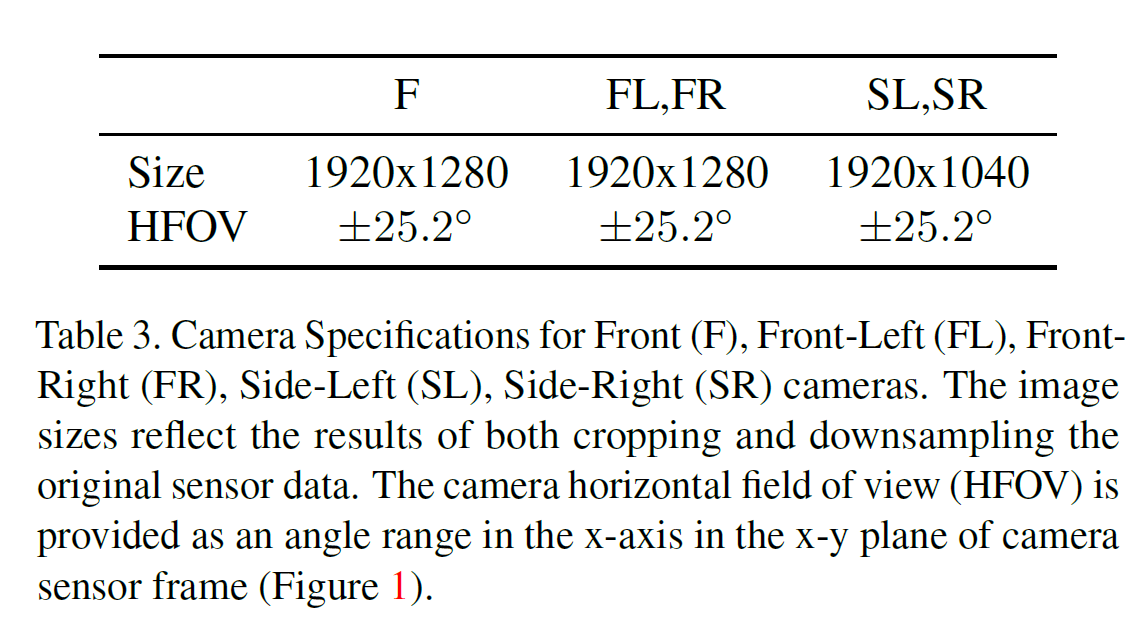 F FL,FR SL,SR
Size 1920x1280 1920x1280 1920x1040
HFOV ±25.2° ±25.2° ±25.2°
Table 3. Camera Specifications for Front (F), Front-Left (FL), Front-
Right (FR), Side-Left (SL), Side-Right (SR) cameras. The image
sizes reflect the results of both cropping and downsampling the
original sensor data. The camera horizontal field of view (HFOV) is
provided as an angle range in the x-axis in the x-y plane of camera
sensor frame (Figure 1).